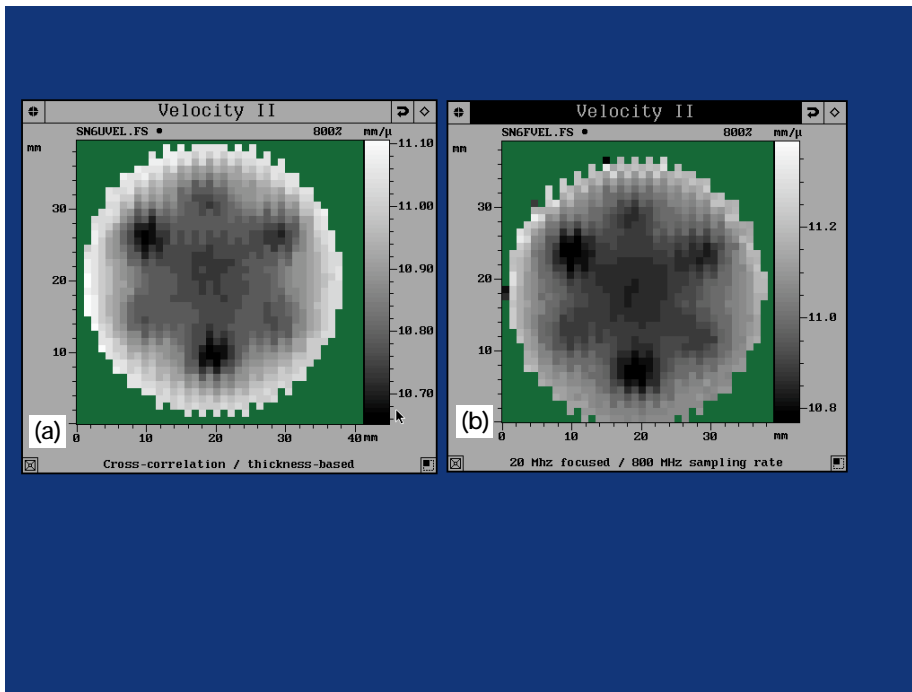 Velocity II
SN6UVEL.FS ● 800% mm/µ
mm
11.10
11.00
10.90
10.80
10.70
30
20
10
(a)
0 10 20 30 40 mm
Cross-correlation / thickness-based
Velocity II
SN6FVEL.FS ● 800% mm/µ
mm
11.2
11.0
10.8
30
20
10
(b)
0 10 20 30 mm
20 Mhz focused / 800 MHz sampling rate